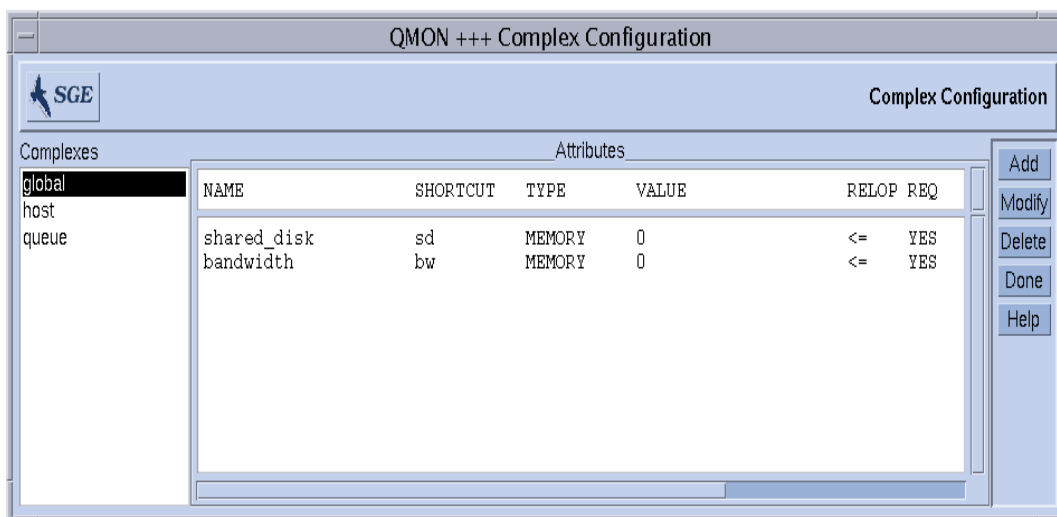 QMON +++ Complex Configuration
SGE
Complex Configuration
Complexes
global
host
queue
Attributes
NAME SHORTCUT TYPE VALUE RELOP REQ
shared_disk sd MEMORY 0 <= YES
bandwidth bw MEMORY 0 <= YES
Add
Modify
Delete
Done
Help